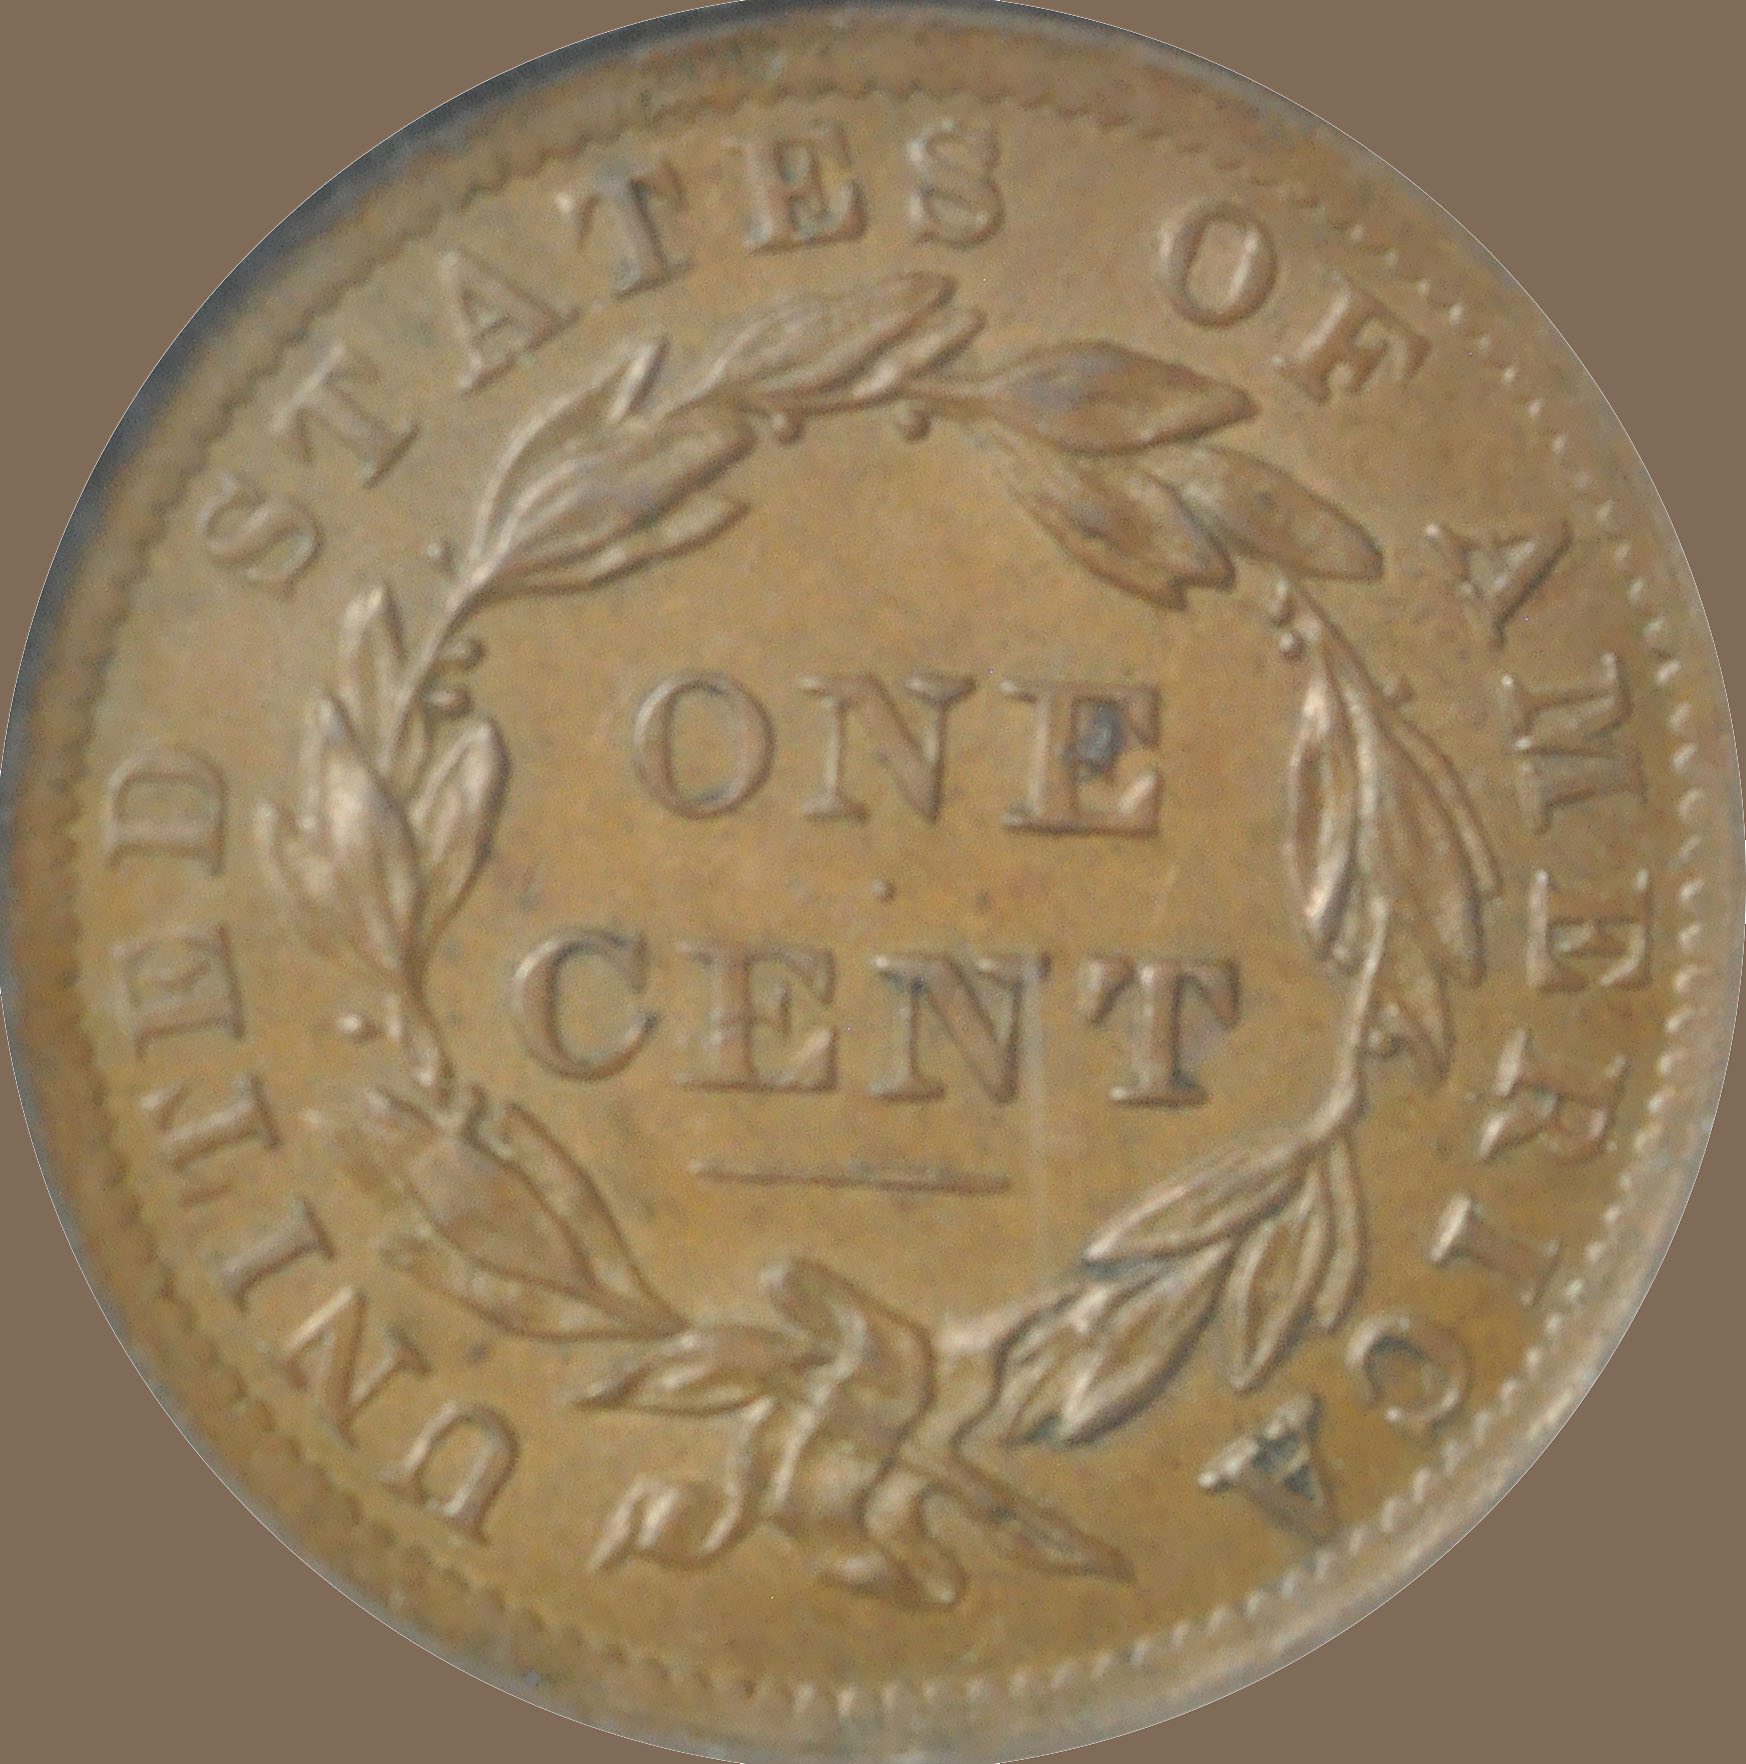 UNITED STATES OF AMERICA
ONE
CENT